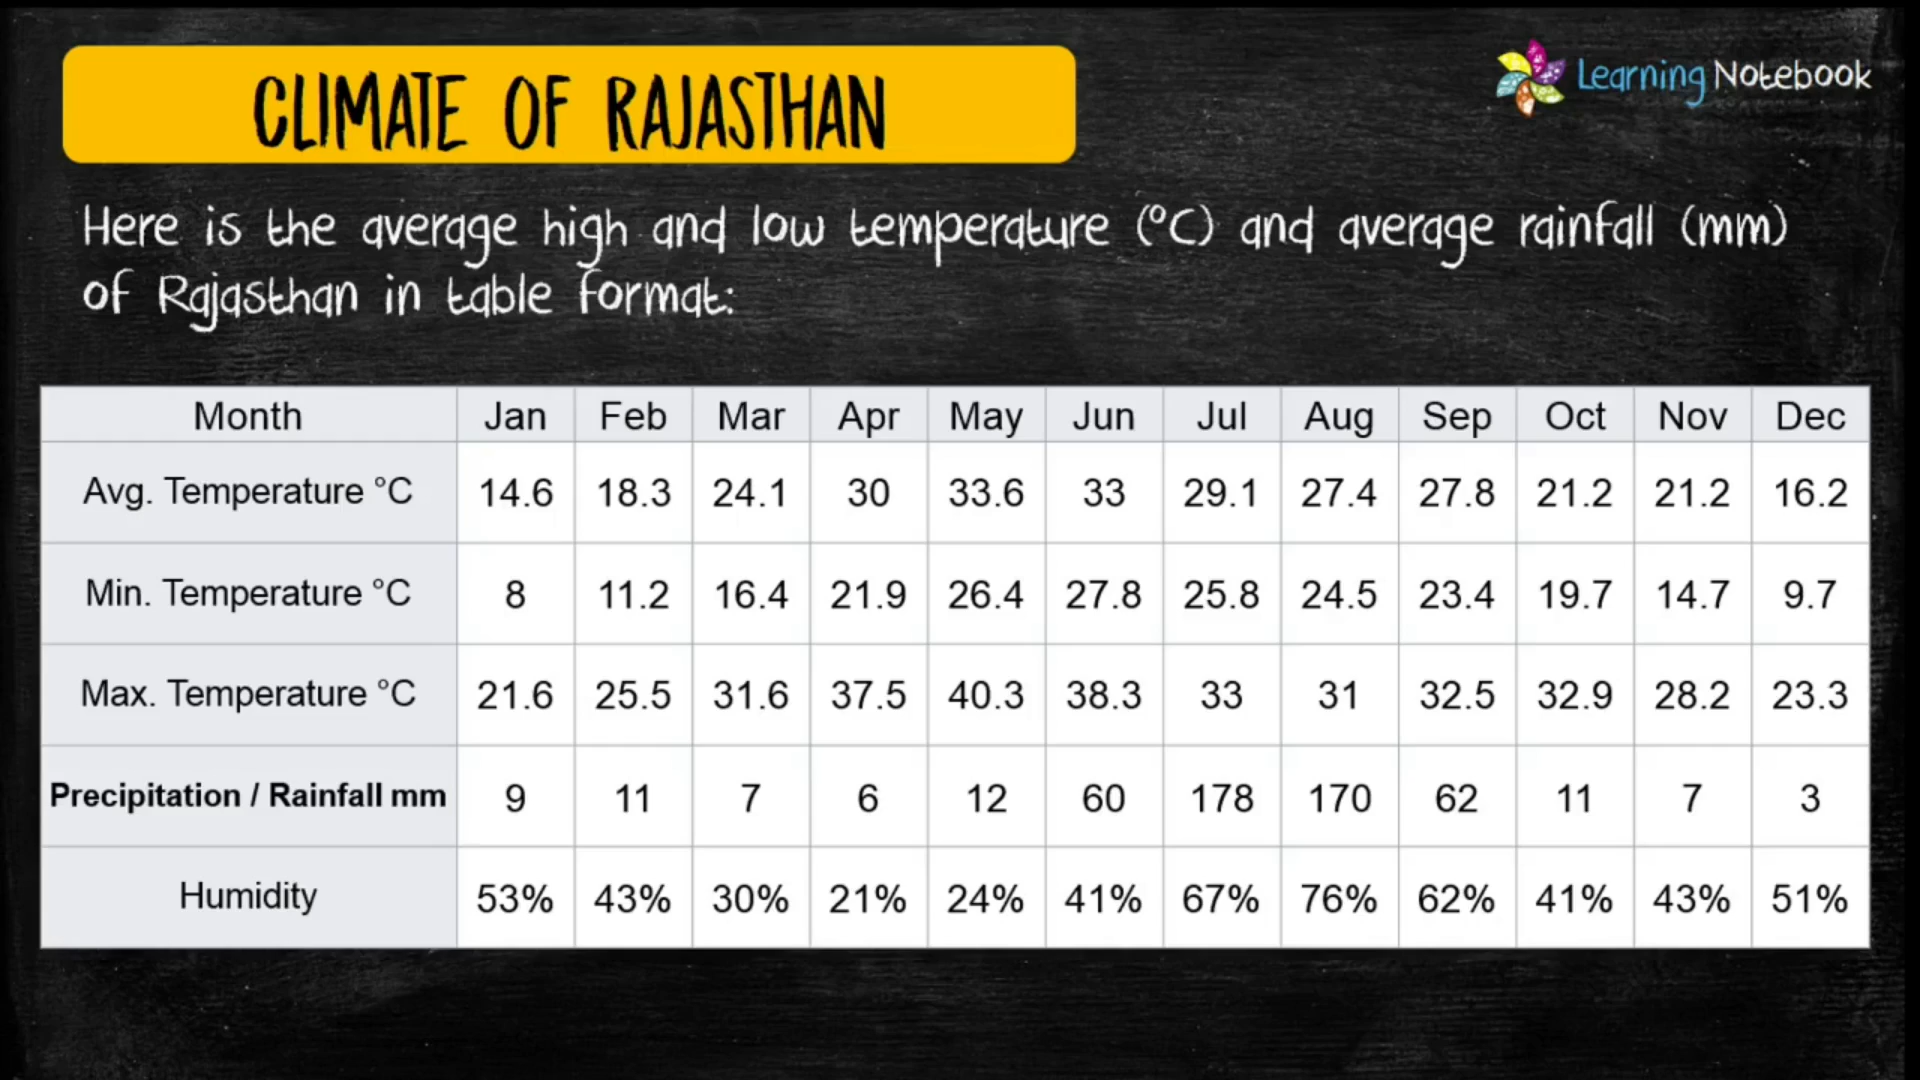 CLIMATE OF RAJASTHAN
Learning Notebook
Here is the average high and low temperature (°C) and average rainfall (mm)
of Rajasthan in table format:
Month Jan Feb Mar Apr May Jun Jul Aug Sep Oct Nov Dec
Avg. Temperature °C 14.6 18.3 24.1 30 33.6 33 29.1 27.4 27.8 21.2 21.2 16.2
Min. Temperature °C 8 11.2 16.4 21.9 26.4 27.8 25.8 24.5 23.4 19.7 14.7 9.7
Max. Temperature °C 21.6 25.5 31.6 37.5 40.3 38.3 33 31 32.5 32.9 28.2 23.3
Precipitation / Rainfall mm 9 11 7 6 12 60 178 170 62 11 7 3
Humidity 53% 43% 30% 21% 24% 41% 67% 76% 62% 41% 43% 51%